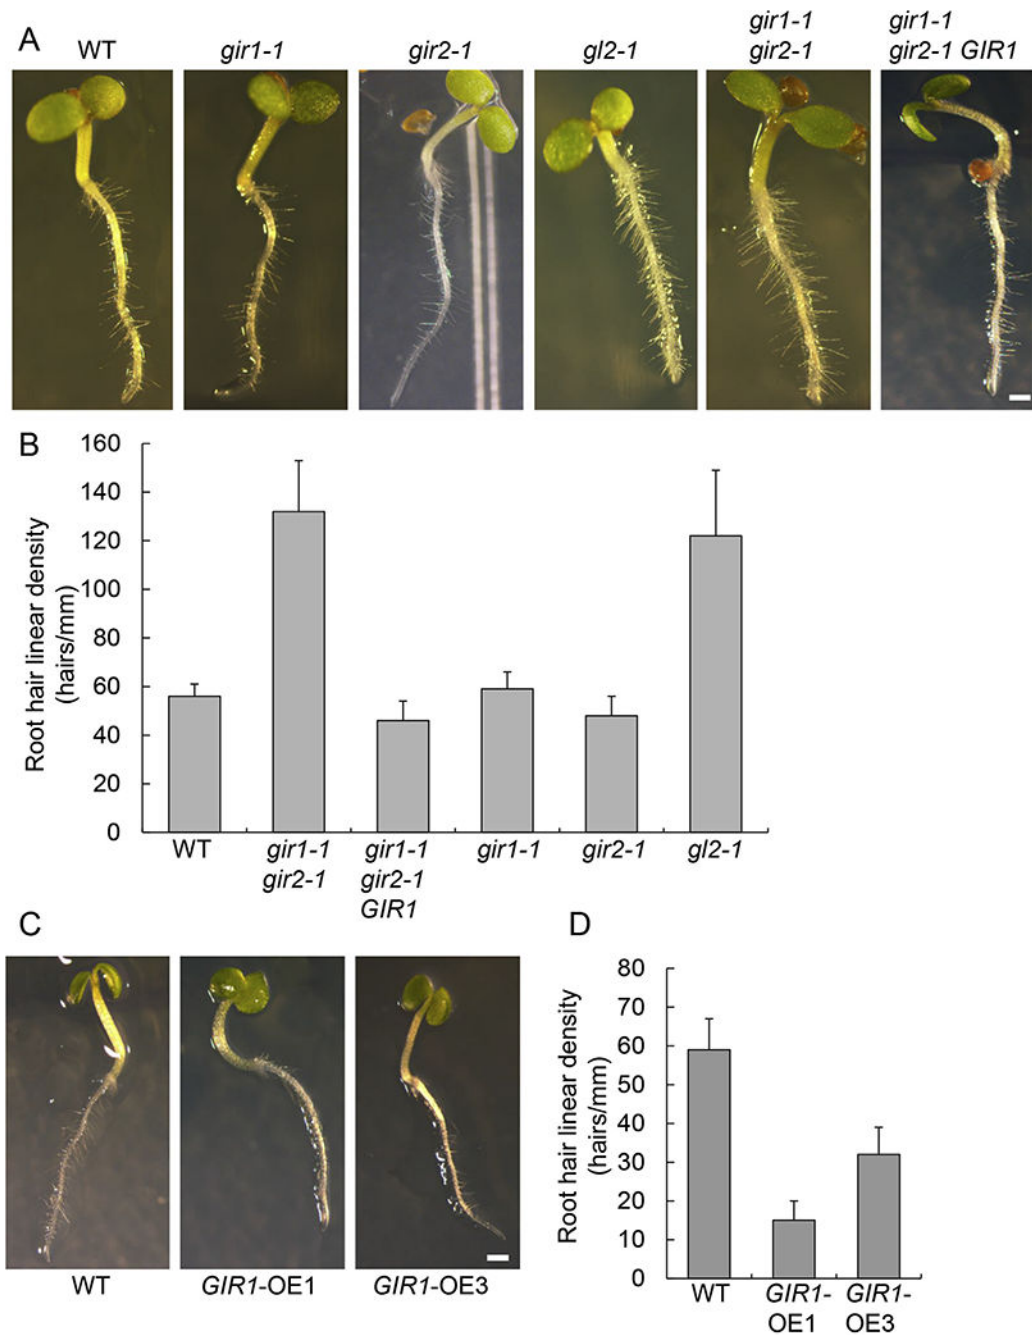 A
WT
gir1-1
gir2-1
gl2-1
gir1-1
gir2-1
gir1-1
gir2-1 GIR1
B
Root hair linear density
(hairs/mm)
160
140
120
100
80
60
40
20
0
WT
gir1-1
gir2-1
gir1-1
gir2-1
GIR1
gir1-1
gir2-1
gl2-1
C
WT
GIR1-OE1
GIR1-OE3
D
Root hair linear density
(hairs/mm)
80
70
60
50
40
30
20
10
0
WT
GIR1-
OE1
GIR1-
OE3